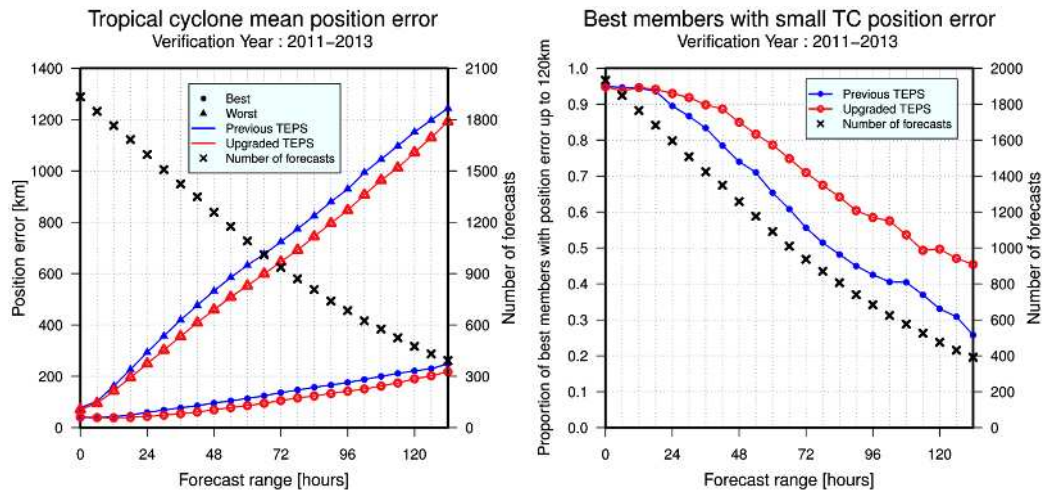 Tropical cyclone mean position error
Verification Year : 2011−2013
Position error [km]
1400
1200
1000
800
600
400
200
0
Best
Worst
Previous TEPS
Upgraded TEPS
Number of forecasts
2100
1800
1500
1200
900
600
300
0
Number of forecasts
0 24 48 72 96 120
Forecast range [hours]
Best members with small TC position error
Verification Year : 2011−2013
Proportion of best members with position error up to 120km
1.0
0.9
0.8
0.7
0.6
0.5
0.4
0.3
0.2
0.1
0.0
Previous TEPS
Upgraded TEPS
Number of forecasts
2000
1800
1600
1400
1200
1000
800
600
400
200
0
Number of forecasts
0 24 48 72 96 120
Forecast range [hours]